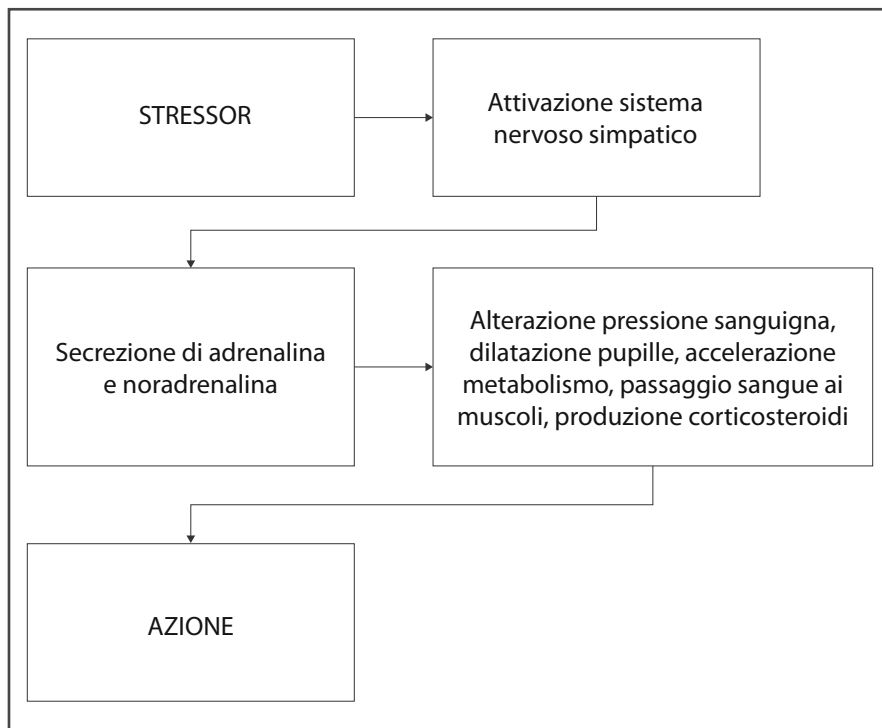 STRESSOR
Attivazione sistema
nervoso simpatico
Secrezione di adrenalina
e noradrenalina
Alterazione pressione sanguigna,
dilatazione pupille, accelerazione
metabolismo, passaggio sangue ai
muscoli, produzione corticosteroidi
AZIONE